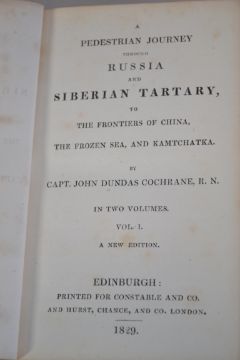 A
PEDESTRIAN JOURNEY
THROUGH
RUSSIA
AND
SIBERIAN TARTARY,
TO
THE FRONTIERS OF CHINA,
THE FROZEN SEA, AND KAMTCHATKA.
BY
CAPT. JOHN DUNDAS COCHRANE, R. N.
IN TWO VOLUMES.
VOL. I.
A NEW EDITION.
EDINBURGH:
PRINTED FOR CONSTABLE AND CO.
AND HURST, CHANCE, AND CO. LONDON.
1829.